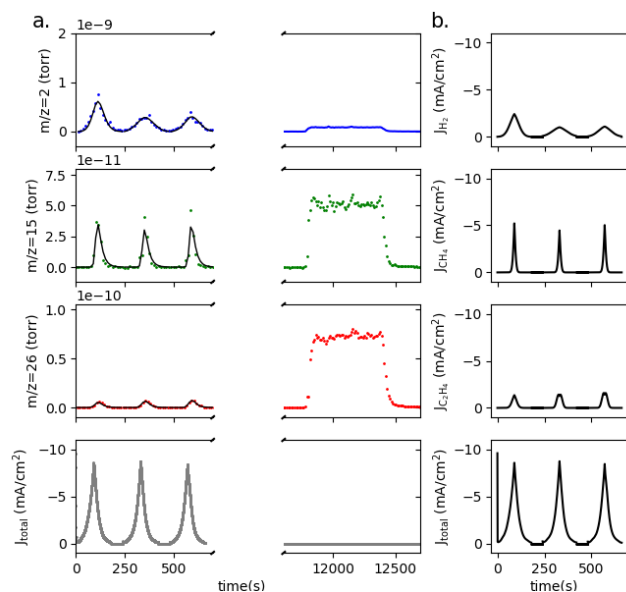 a.
b.
1e−9
2
1
0
m/z=2 (torr)
−10
−5
0
J_H₂ (mA/cm²)
1e−11
7.5
5.0
2.5
0.0
m/z=15 (torr)
−10
−5
0
J_CH₄ (mA/cm²)
1e−10
1.0
0.5
0.0
m/z=26 (torr)
−10
−5
0
J_C₂H₄ (mA/cm²)
−10
−5
0
J_total (mA/cm²)
−10
−5
0
J_total (mA/cm²)
0 250 500 12000 12500
time(s)
0 250 500
time(s)